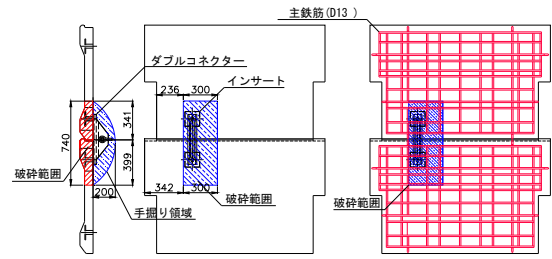 主鉄筋(D13 )
ダブルコネクター
インサート
236
300
341
740
399
破砕範囲
200
手掘り領域
342
300
破砕範囲
破砕範囲